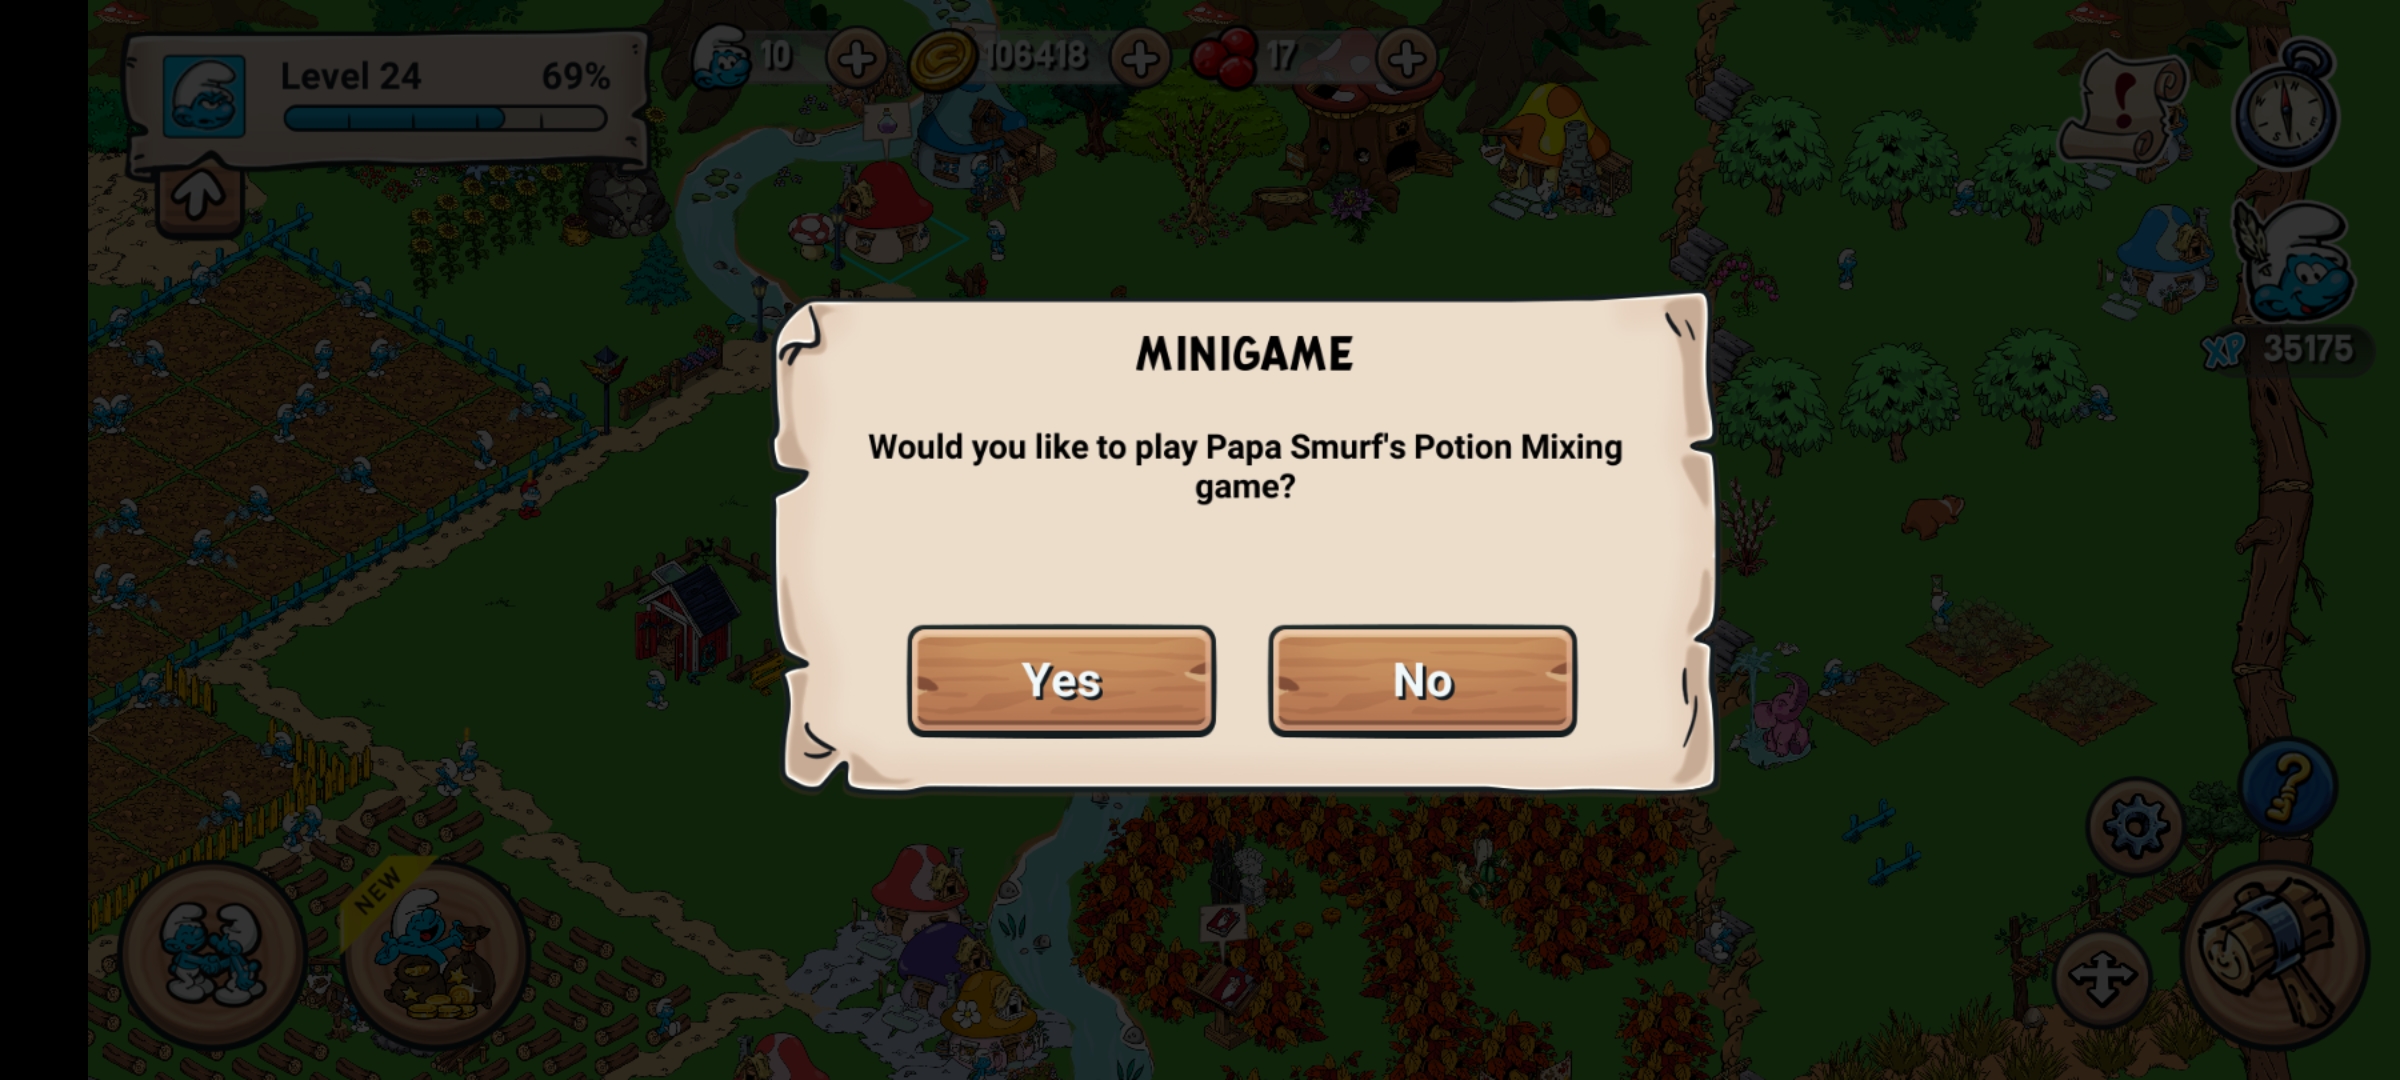 Level 24
69%
10
106418
17
XP 35175
MINIGAME
Would you like to play Papa Smurf's Potion Mixing
game?
Yes
No
NEW